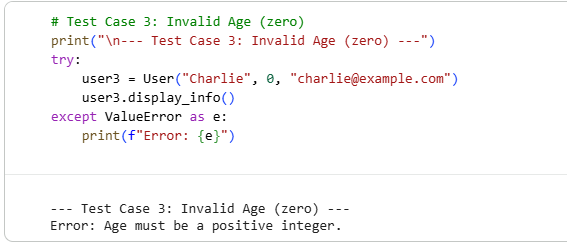 # Test Case 3: Invalid Age (zero)
print("\n--- Test Case 3: Invalid Age (zero) ---")
try:
    user3 = User("Charlie", 0, "charlie@example.com")
    user3.display_info()
except ValueError as e:
    print(f"Error: {e}")
--- Test Case 3: Invalid Age (zero) ---
Error: Age must be a positive integer.